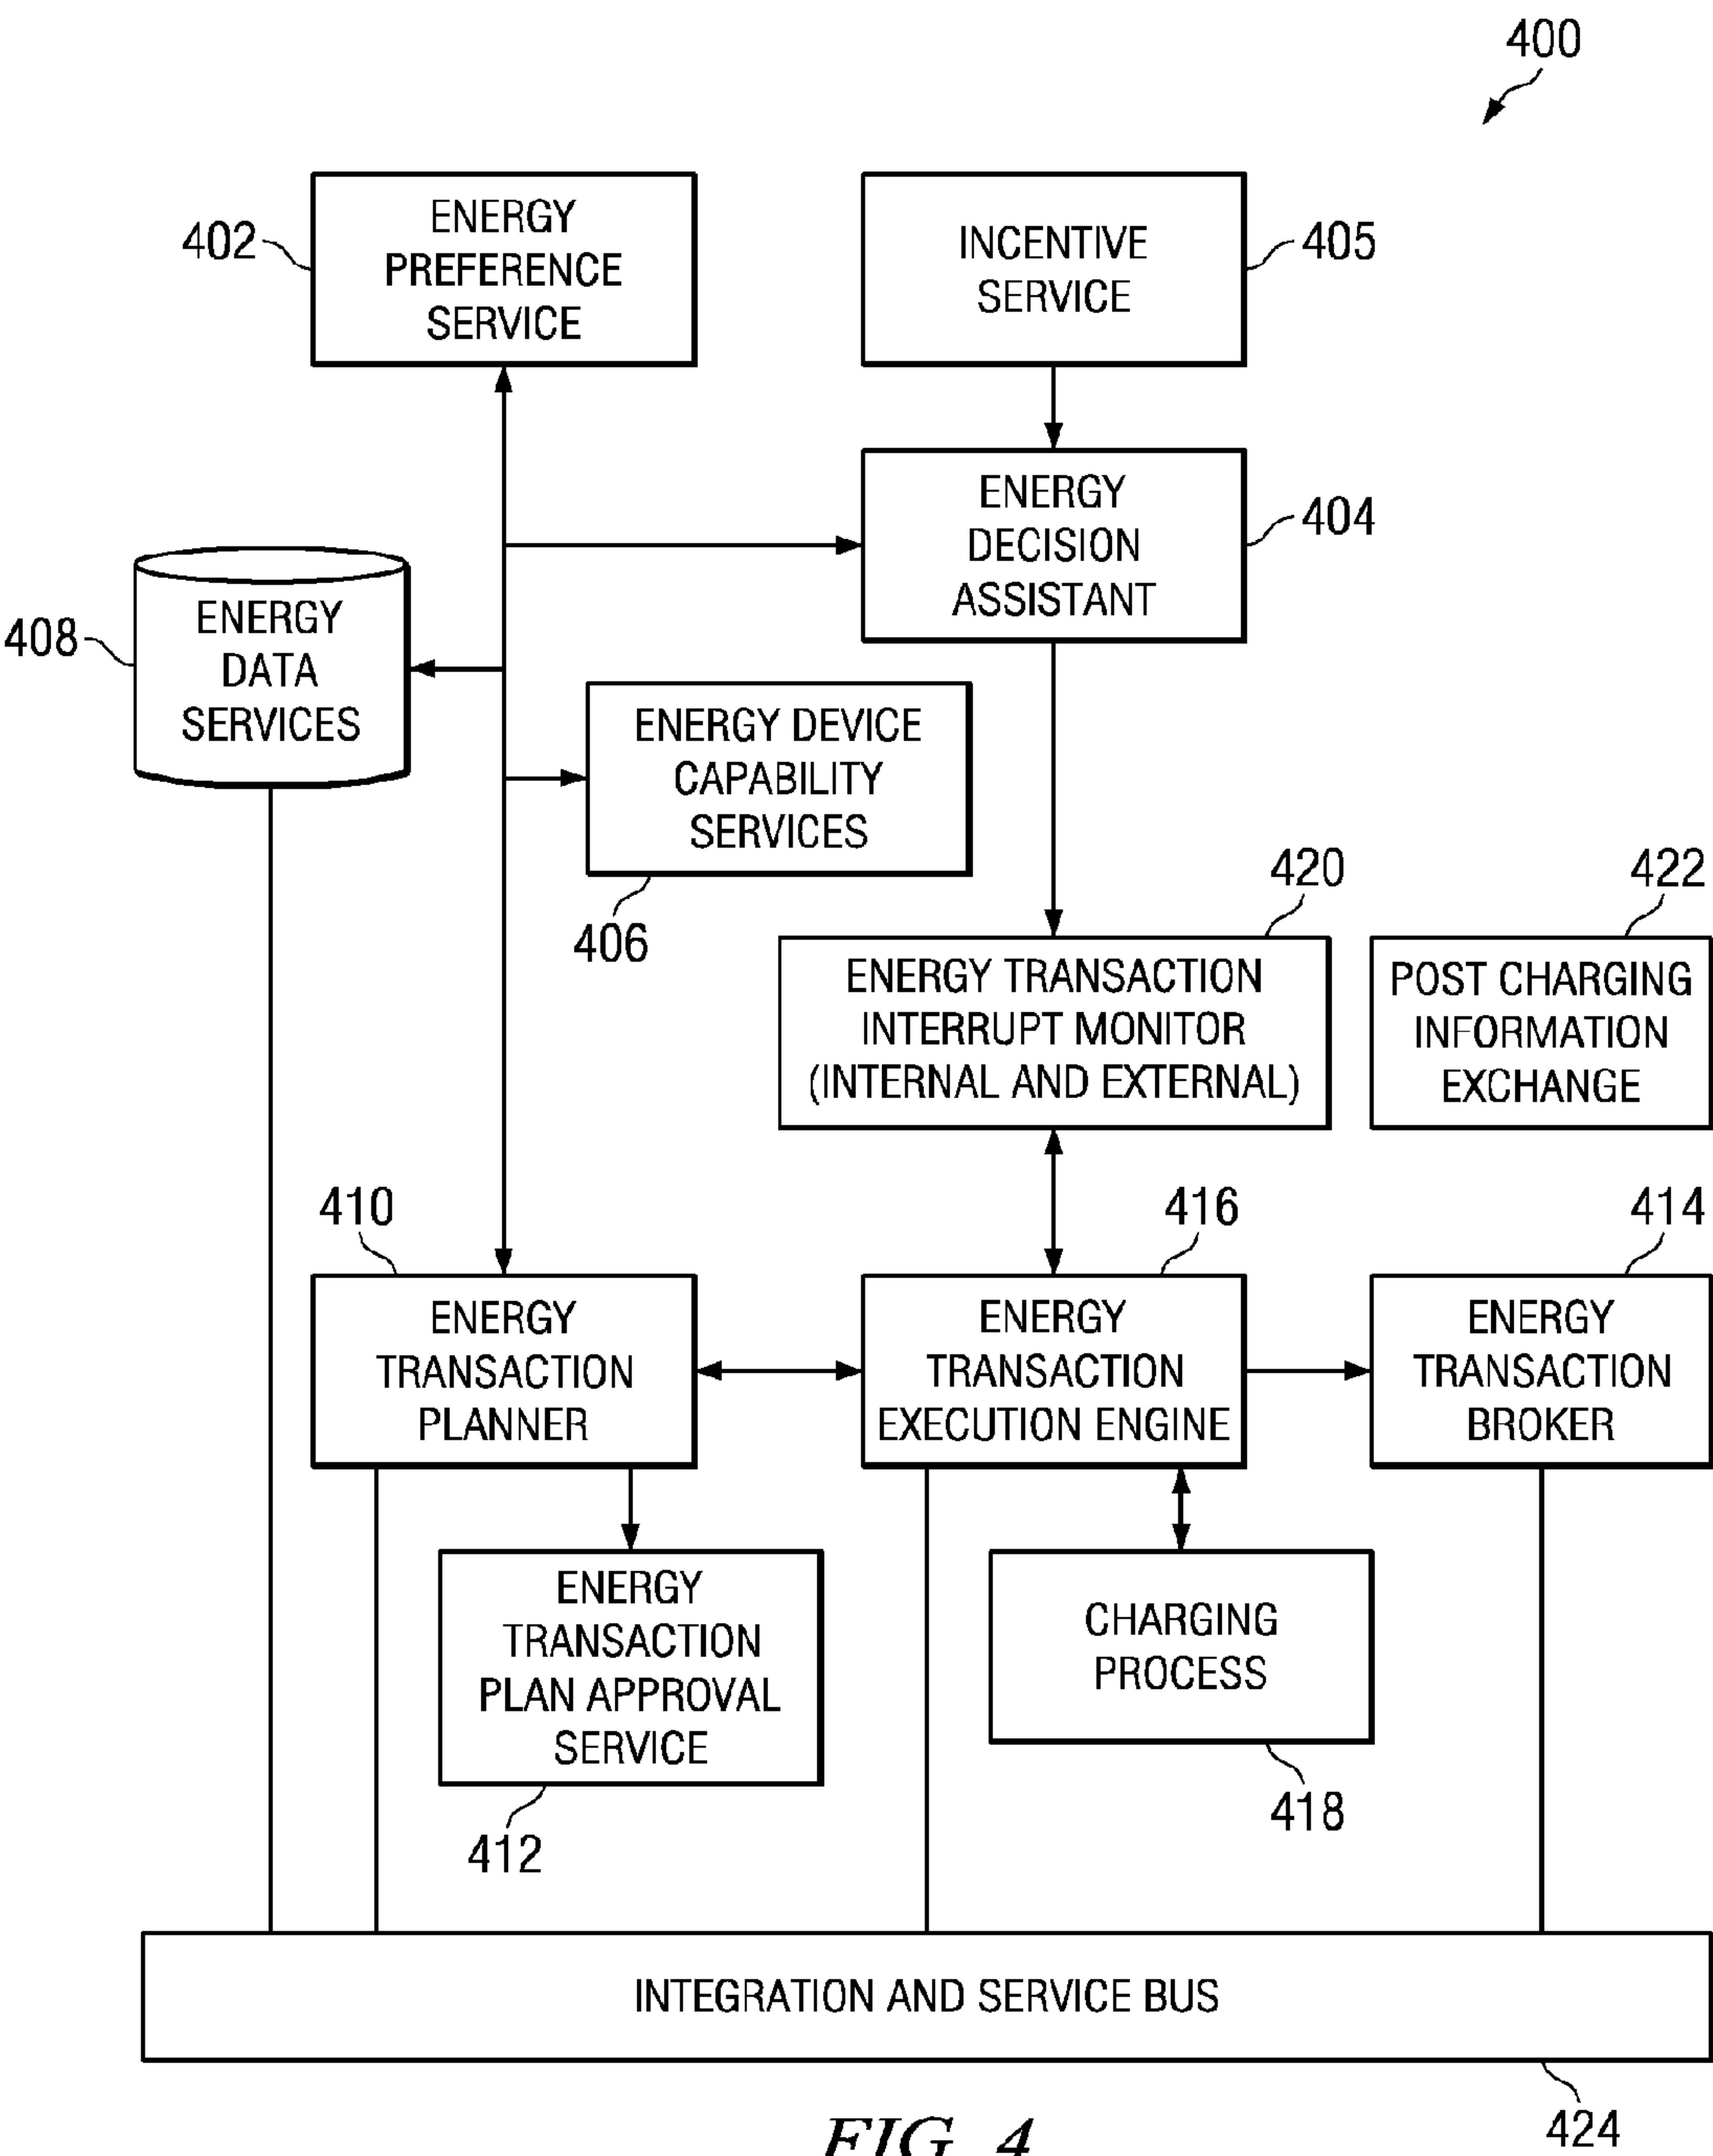 400
402
ENERGY
PREFERENCE
SERVICE
INCENTIVE
SERVICE
405
ENERGY
DECISION
ASSISTANT
404
408
ENERGY
DATA
SERVICES
ENERGY DEVICE
CAPABILITY
SERVICES
406
420
ENERGY TRANSACTION
INTERRUPT MONITOR
(INTERNAL AND EXTERNAL)
422
POST CHARGING
INFORMATION
EXCHANGE
410
ENERGY
TRANSACTION
PLANNER
416
ENERGY
TRANSACTION
EXECUTION ENGINE
414
ENERGY
TRANSACTION
BROKER
ENERGY
TRANSACTION
PLAN APPROVAL
SERVICE
412
CHARGING
PROCESS
418
INTEGRATION AND SERVICE BUS
424
FIG. 4